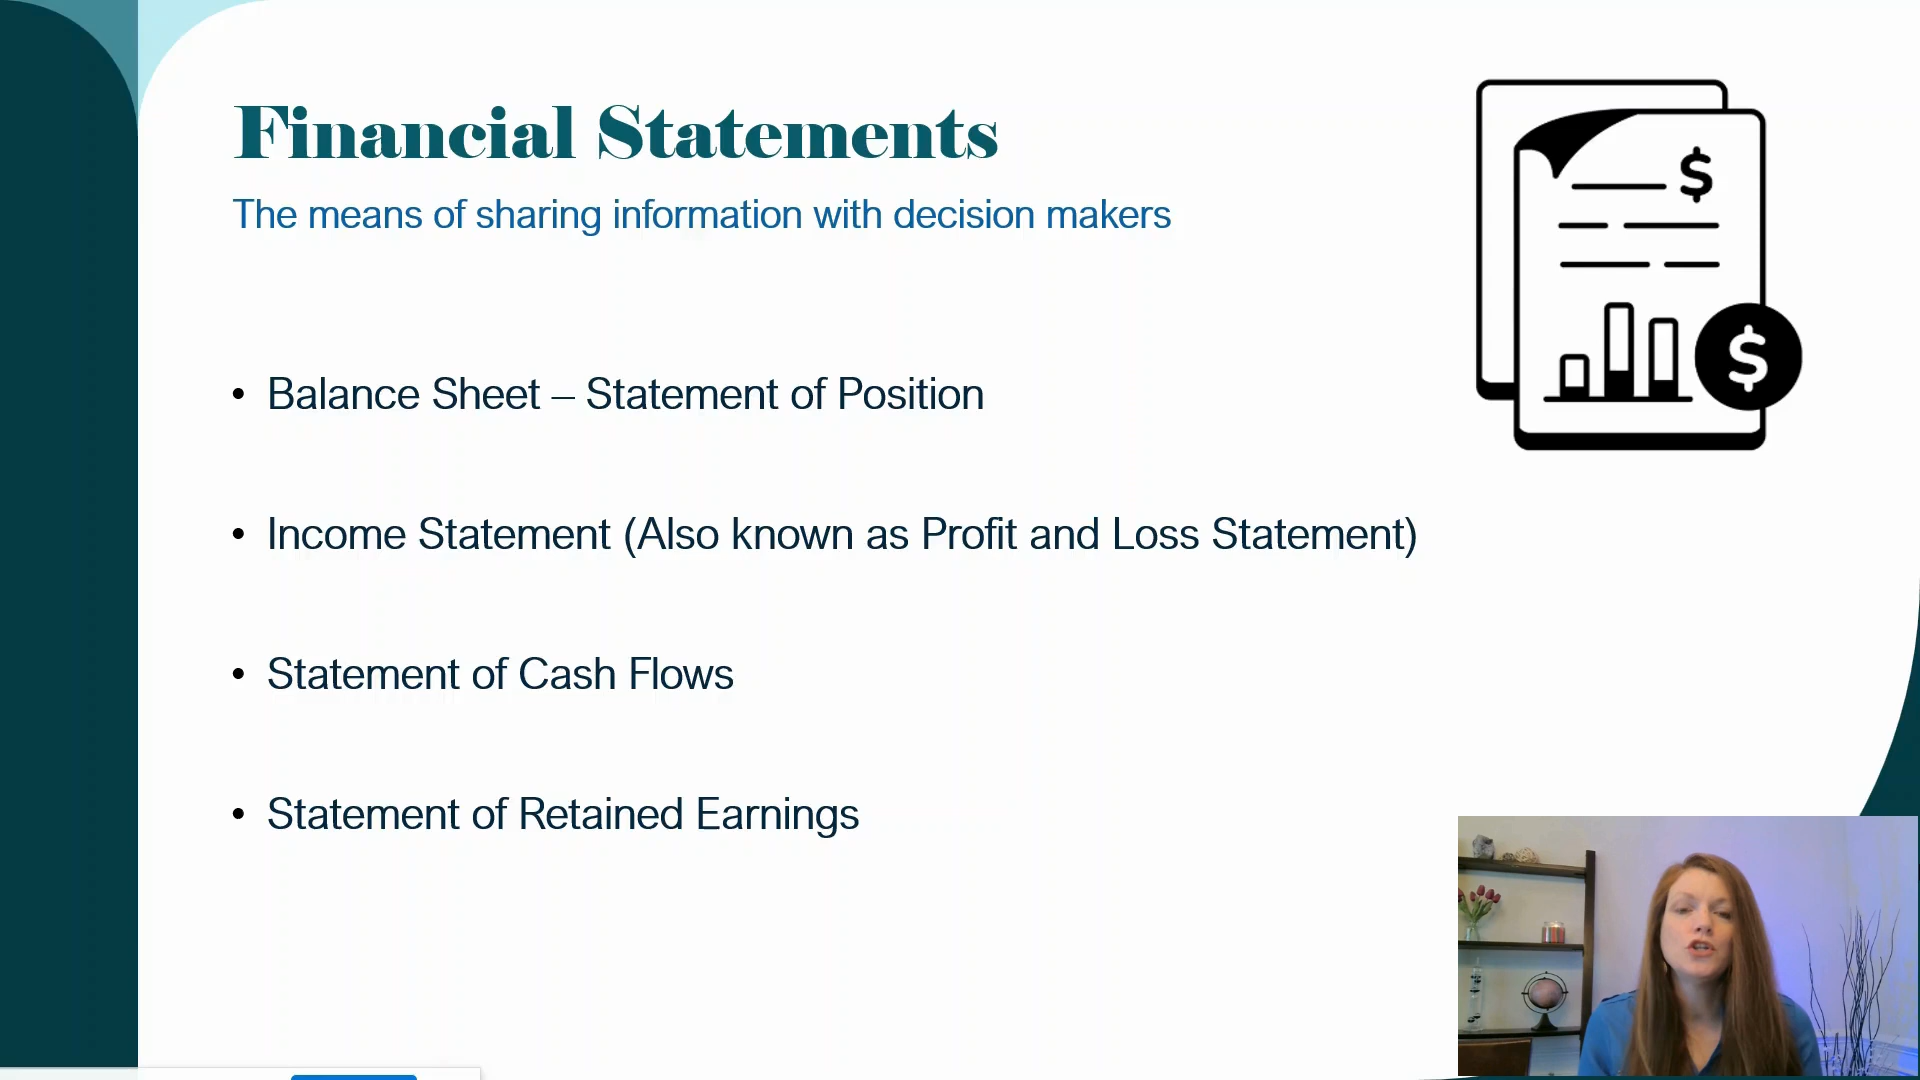 Financial Statements
The means of sharing information with decision makers
$
$
• Balance Sheet – Statement of Position
• Income Statement (Also known as Profit and Loss Statement)
• Statement of Cash Flows
• Statement of Retained Earnings